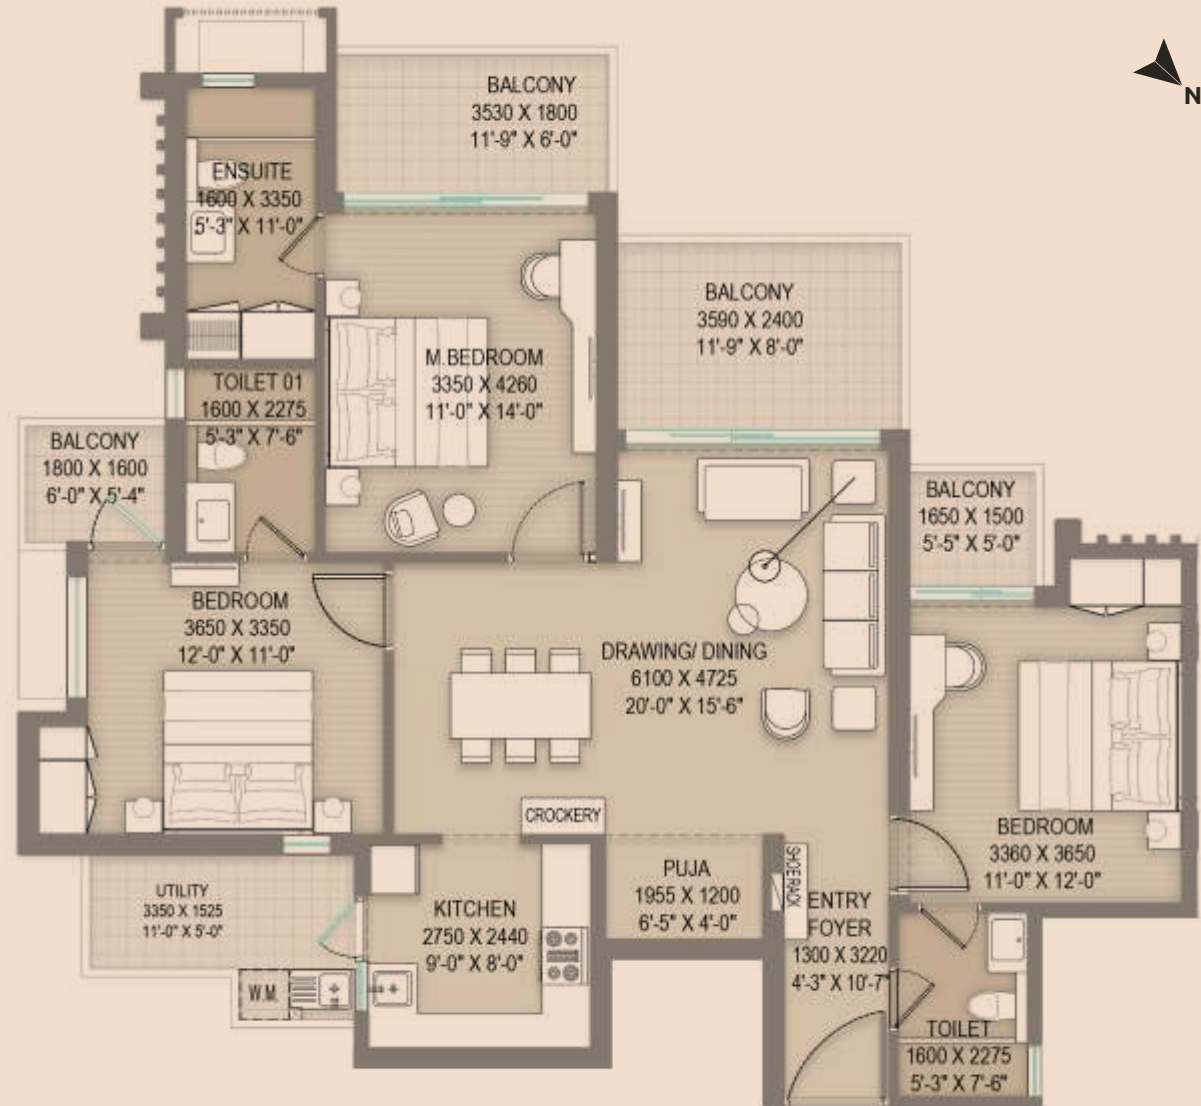 BALCONY
3530 X 1800
11'-9" X 6'-0"
N
ENSUITE
1600 X 3350
5'-3" X 11'-0"
BALCONY
3590 X 2400
11'-9" X 8'-0"
M.BEDROOM
3350 X 4260
11'-0" X 14'-0"
TOILET 01
1600 X 2275
5'-3" X 7'-6"
BALCONY
1800 X 1600
6'-0" X 5'-4"
BALCONY
1650 X 1500
5'-5" X 5'-0"
BEDROOM
3650 X 3350
12'-0" X 11'-0"
DRAWING/ DINING
6100 X 4725
20'-0" X 15'-6"
CROCKERY
BEDROOM
3360 X 3650
11'-0" X 12'-0"
UTILITY
3350 X 1525
11'-0" X 5'-0"
KITCHEN
2750 X 2440
9'-0" X 8'-0"
PUJA
1955 X 1200
6'-5" X 4'-0"
SHOE RACK
ENTRY
FOYER
1300 X 3220
4'-3" X 10'-7"
W.M.
TOILET
1600 X 2275
5'-3" X 7'-6"